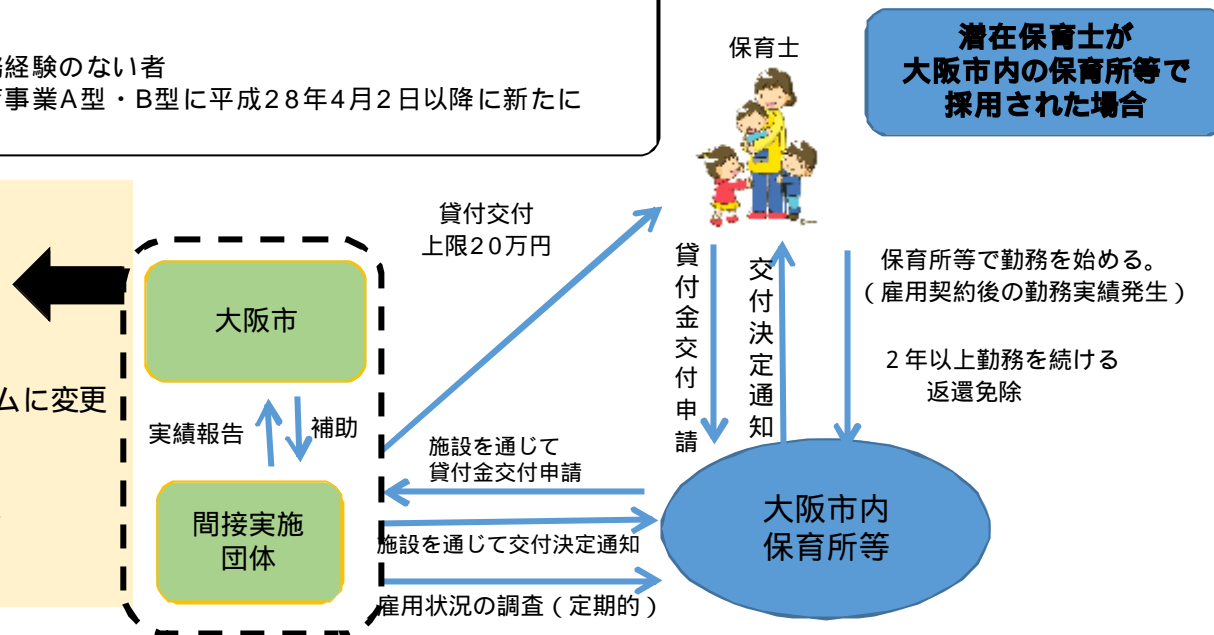 務経験のない者
育事業A型・B型に平成28年4月2日以降に新たに
保育士
潜在保育士が
大阪市内の保育所等で
採用された場合
貸付交付
上限20万円
大阪市
ムに変更
実績報告
補助
間接実施
団体
施設を通じて
貸付金交付申請
施設を通じて交付決定通知
雇用状況の調査(定期的)
貸付金交付申請
交付決定通知
保育所等で勤務を始める。
(雇用契約後の勤務実績発生)
2年以上勤務を続ける
返還免除
大阪市内
保育所等